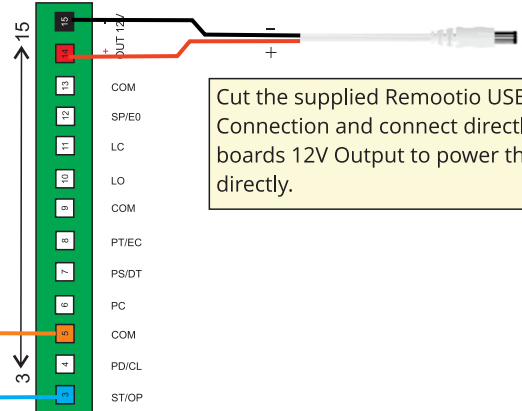 15
15
- OUT 12V +
14
-
+
13 COM
12 SP/E0
11 LC
10 LO
9 COM
8 PT/EC
7 PS/DT
6 PC
5 COM
4 PD/CL
3
3 ST/OP
Cut the supplied Remootio USB
Connection and connect directl
boards 12V Output to power th
directly.